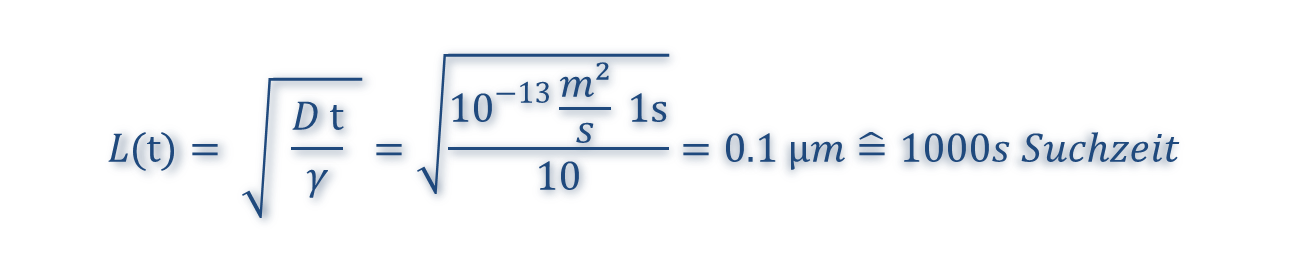 L(t) = √(D t / γ) = √(10⁻¹³ m²/s 1s / 10) = 0.1 μm ≙ 1000s Suchzeit